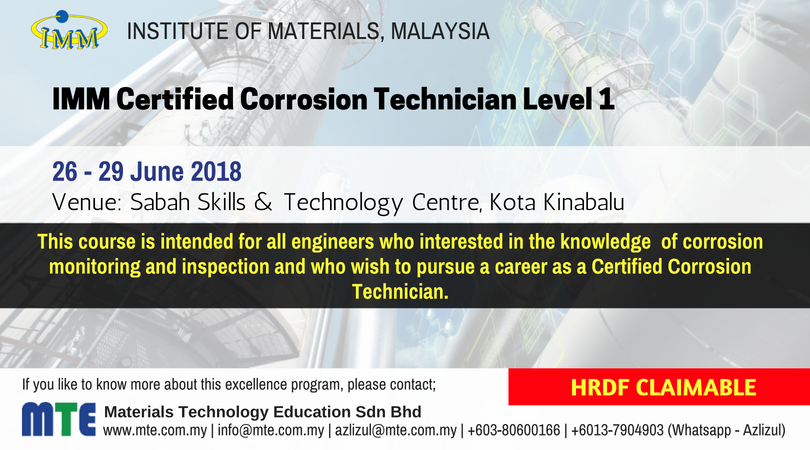 IMM
INSTITUTE OF MATERIALS, MALAYSIA
IMM Certified Corrosion Technician Level 1
26 - 29 June 2018
Venue: Sabah Skills & Technology Centre, Kota Kinabalu
This course is intended for all engineers who interested in the knowledge of corrosion
monitoring and inspection and who wish to pursue a career as a Certified Corrosion
Technician.
If you like to know more about this excellence program, please contact;
HRDF CLAIMABLE
MTE
Materials Technology Education Sdn Bhd
www.mte.com.my | info@mte.com.my | azlizul@mte.com.my | +603-80600166 | +6013-7904903 (Whatsapp - Azlizul)